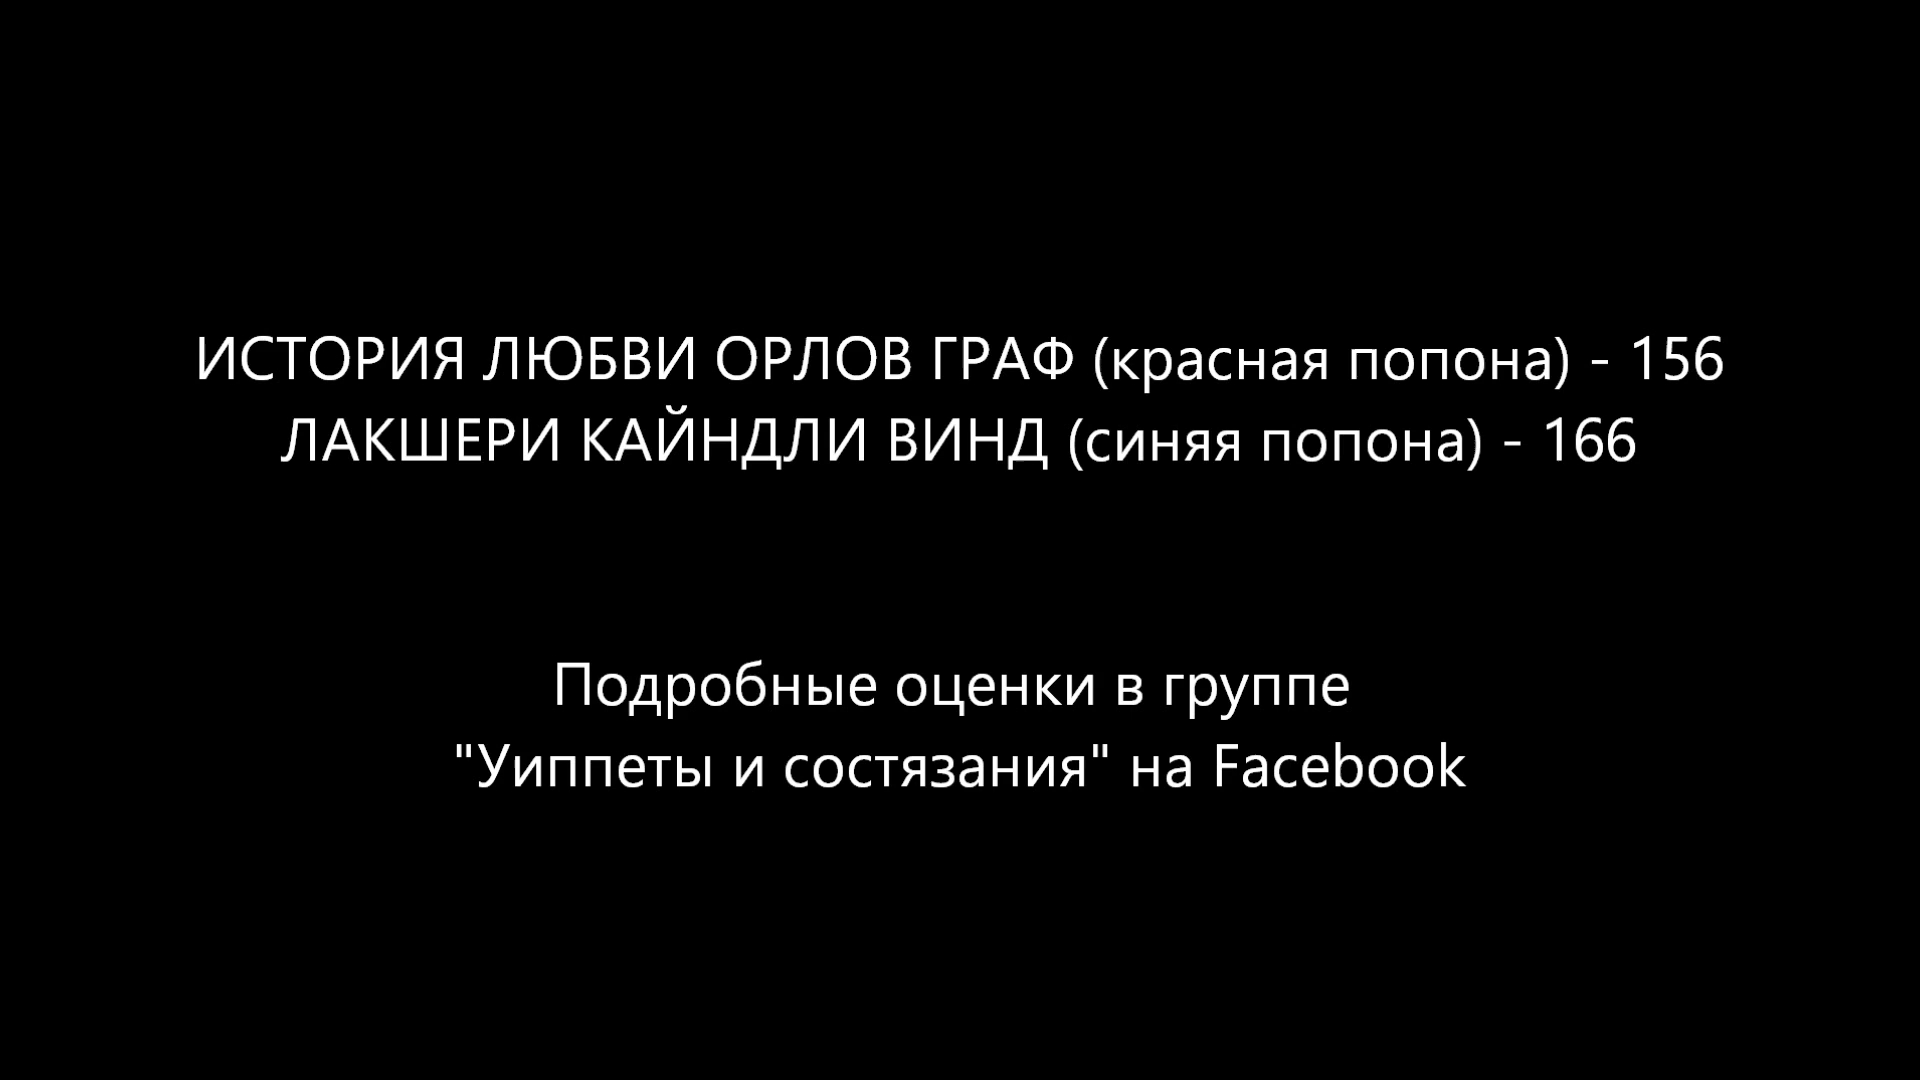 ИСТОРИЯ ЛЮБВИ ОРЛОВ ГРАФ (красная попона) - 156
ЛАКШЕРИ КАЙНДЛИ ВИНД (синяя попона) - 166
Подробные оценки в группе
"Уиппеты и состязания" на Facebook